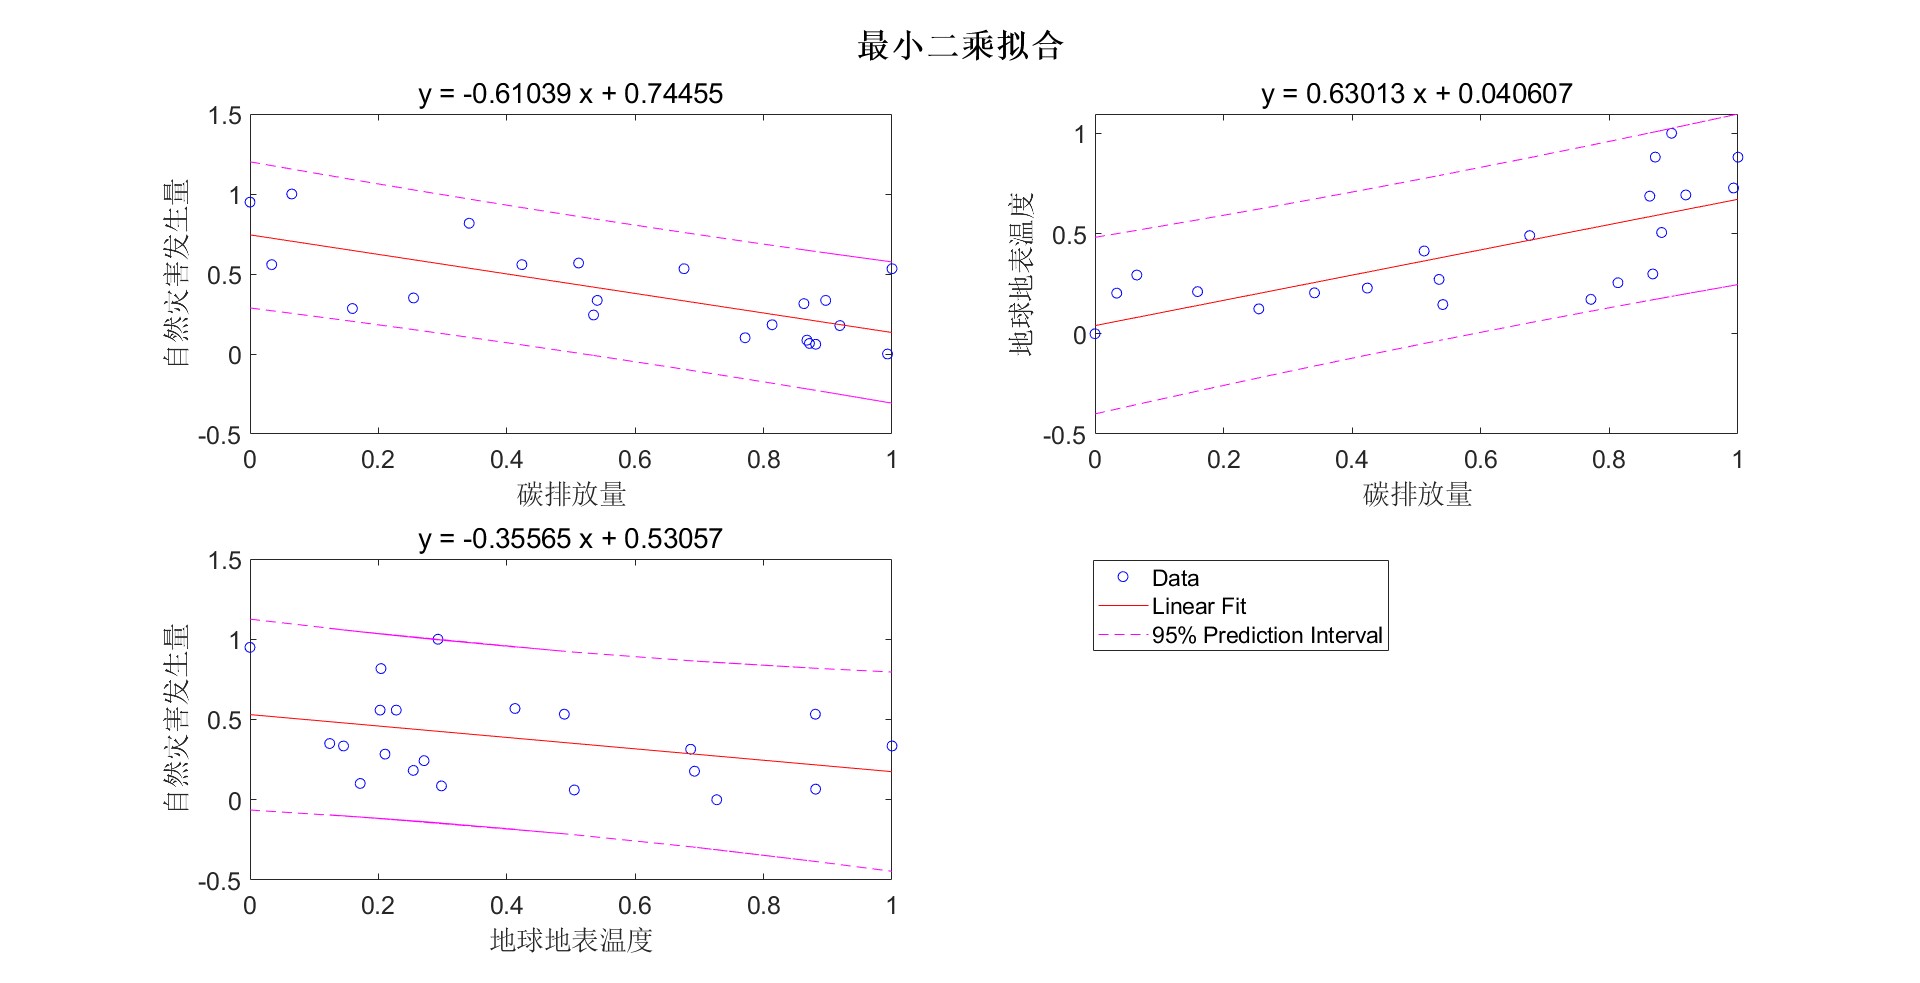 最小二乘拟合
y = -0.61039 x + 0.74455
1.5
1
0.5
0
-0.5
自然灾害发生量
0 0.2 0.4 0.6 0.8 1
碳排放量
y = 0.63013 x + 0.040607
1
0.5
0
-0.5
地球地表温度
0 0.2 0.4 0.6 0.8 1
碳排放量
y = -0.35565 x + 0.53057
1.5
1
0.5
0
-0.5
自然灾害发生量
0 0.2 0.4 0.6 0.8 1
地球地表温度
Data
Linear Fit
95% Prediction Interval